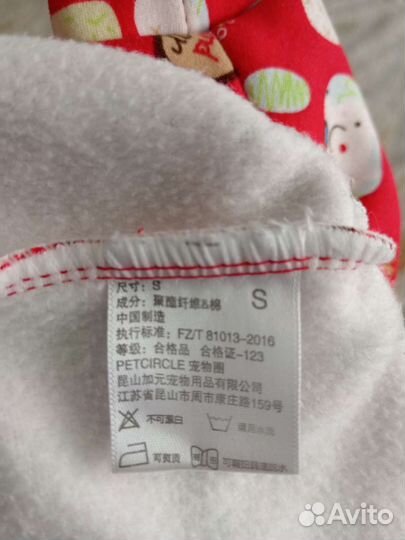 尺寸: S
S
成分: 聚酯纤维&棉
中国制造
执行标准: FZ/T 81013-2016
等级: 合格品 合格证-123
PETCIRCLE 宠物圈
昆山加元宠物用品有限公司
江苏省昆山市周市康庄路159号
不可漂白
可熨烫
Avito